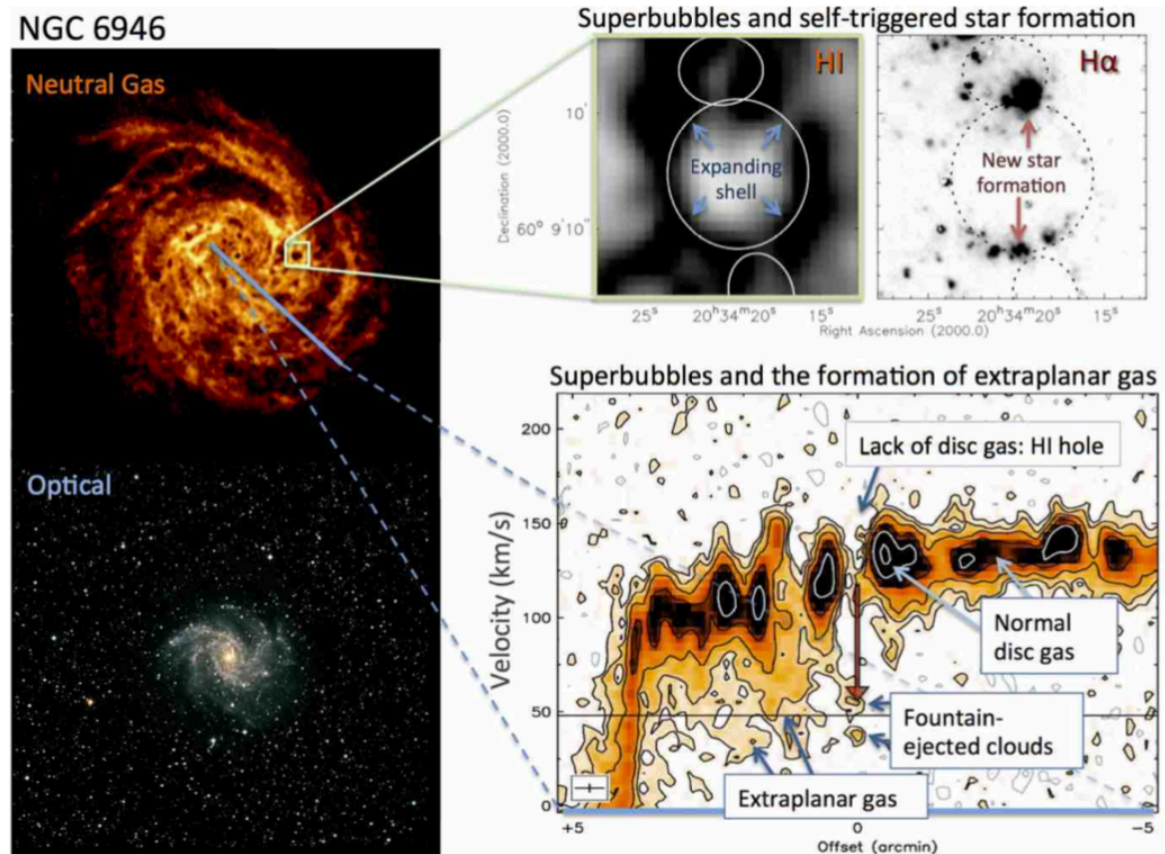 NGC 6946
Neutral Gas
Optical
Superbubbles and self-triggered star formation
HI
Expanding
shell
Declination (2000.0)
10'
60° 9'10"
25ˢ
20ʰ34ᵐ20ˢ
15ˢ
Hα
New star
formation
25ˢ
20ʰ34ᵐ20ˢ
15ˢ
Right Ascension (2000.0)
Superbubbles and the formation of extraplanar gas
Lack of disc gas: HI hole
Normal
disc gas
Fountain-
ejected clouds
Extraplanar gas
Velocity (km/s)
200
150
100
50
0
+5
0
-5
Offset (arcmin)